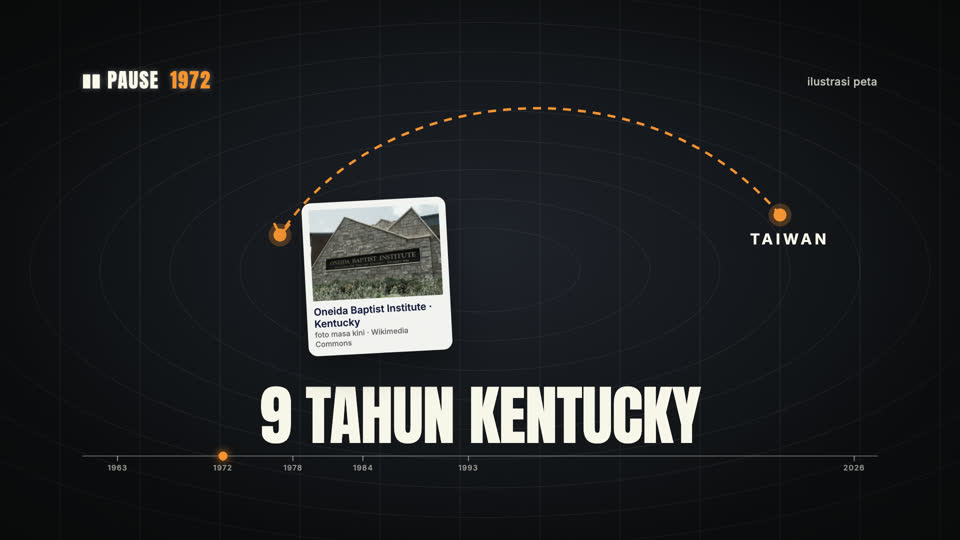 PAUSE 1972
ilustrasi peta
TAIWAN
ONEIDA BAPTIST INSTITUTE
Oneida Baptist Institute ·
Kentucky
foto masa kini · Wikimedia
Commons
9 TAHUN KENTUCKY
1963 1972 1978 1984 1993 2026